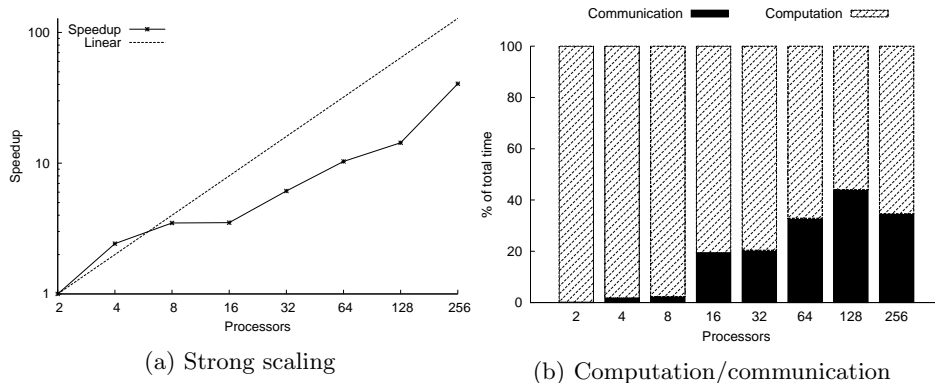 Speedup
Linear
100
10
1
Speedup
2 4 8 16 32 64 128 256
Processors
(a) Strong scaling
Communication Computation
100
80
60
40
20
0
% of total time
2 4 8 16 32 64 128 256
Processors
(b) Computation/communication